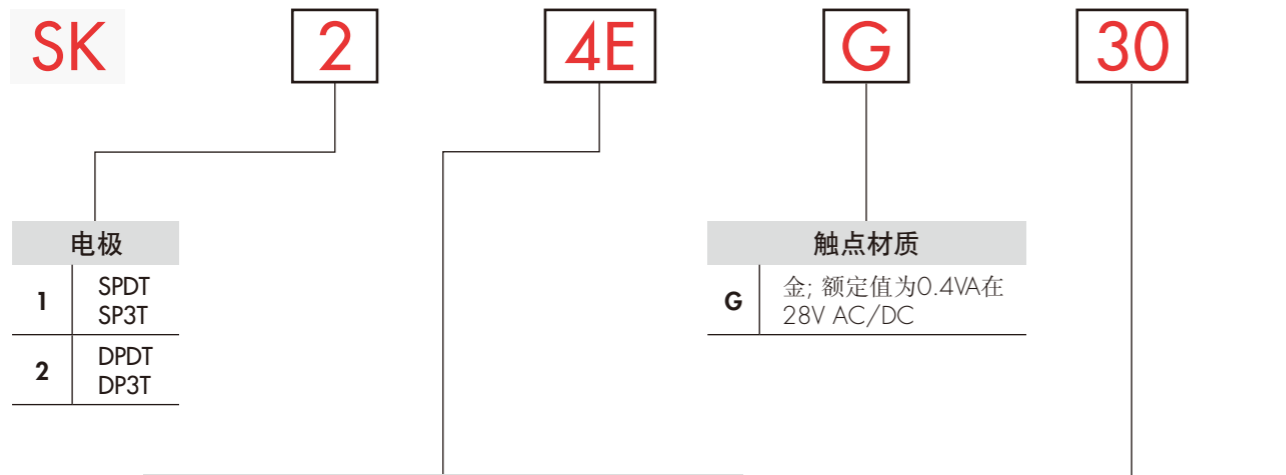 SK 2 4E G 30
电极
1 SPDT
SP3T
2 DPDT
DP3T
触点材质
G 金; 额定值为0.4VA在
28V AC/DC